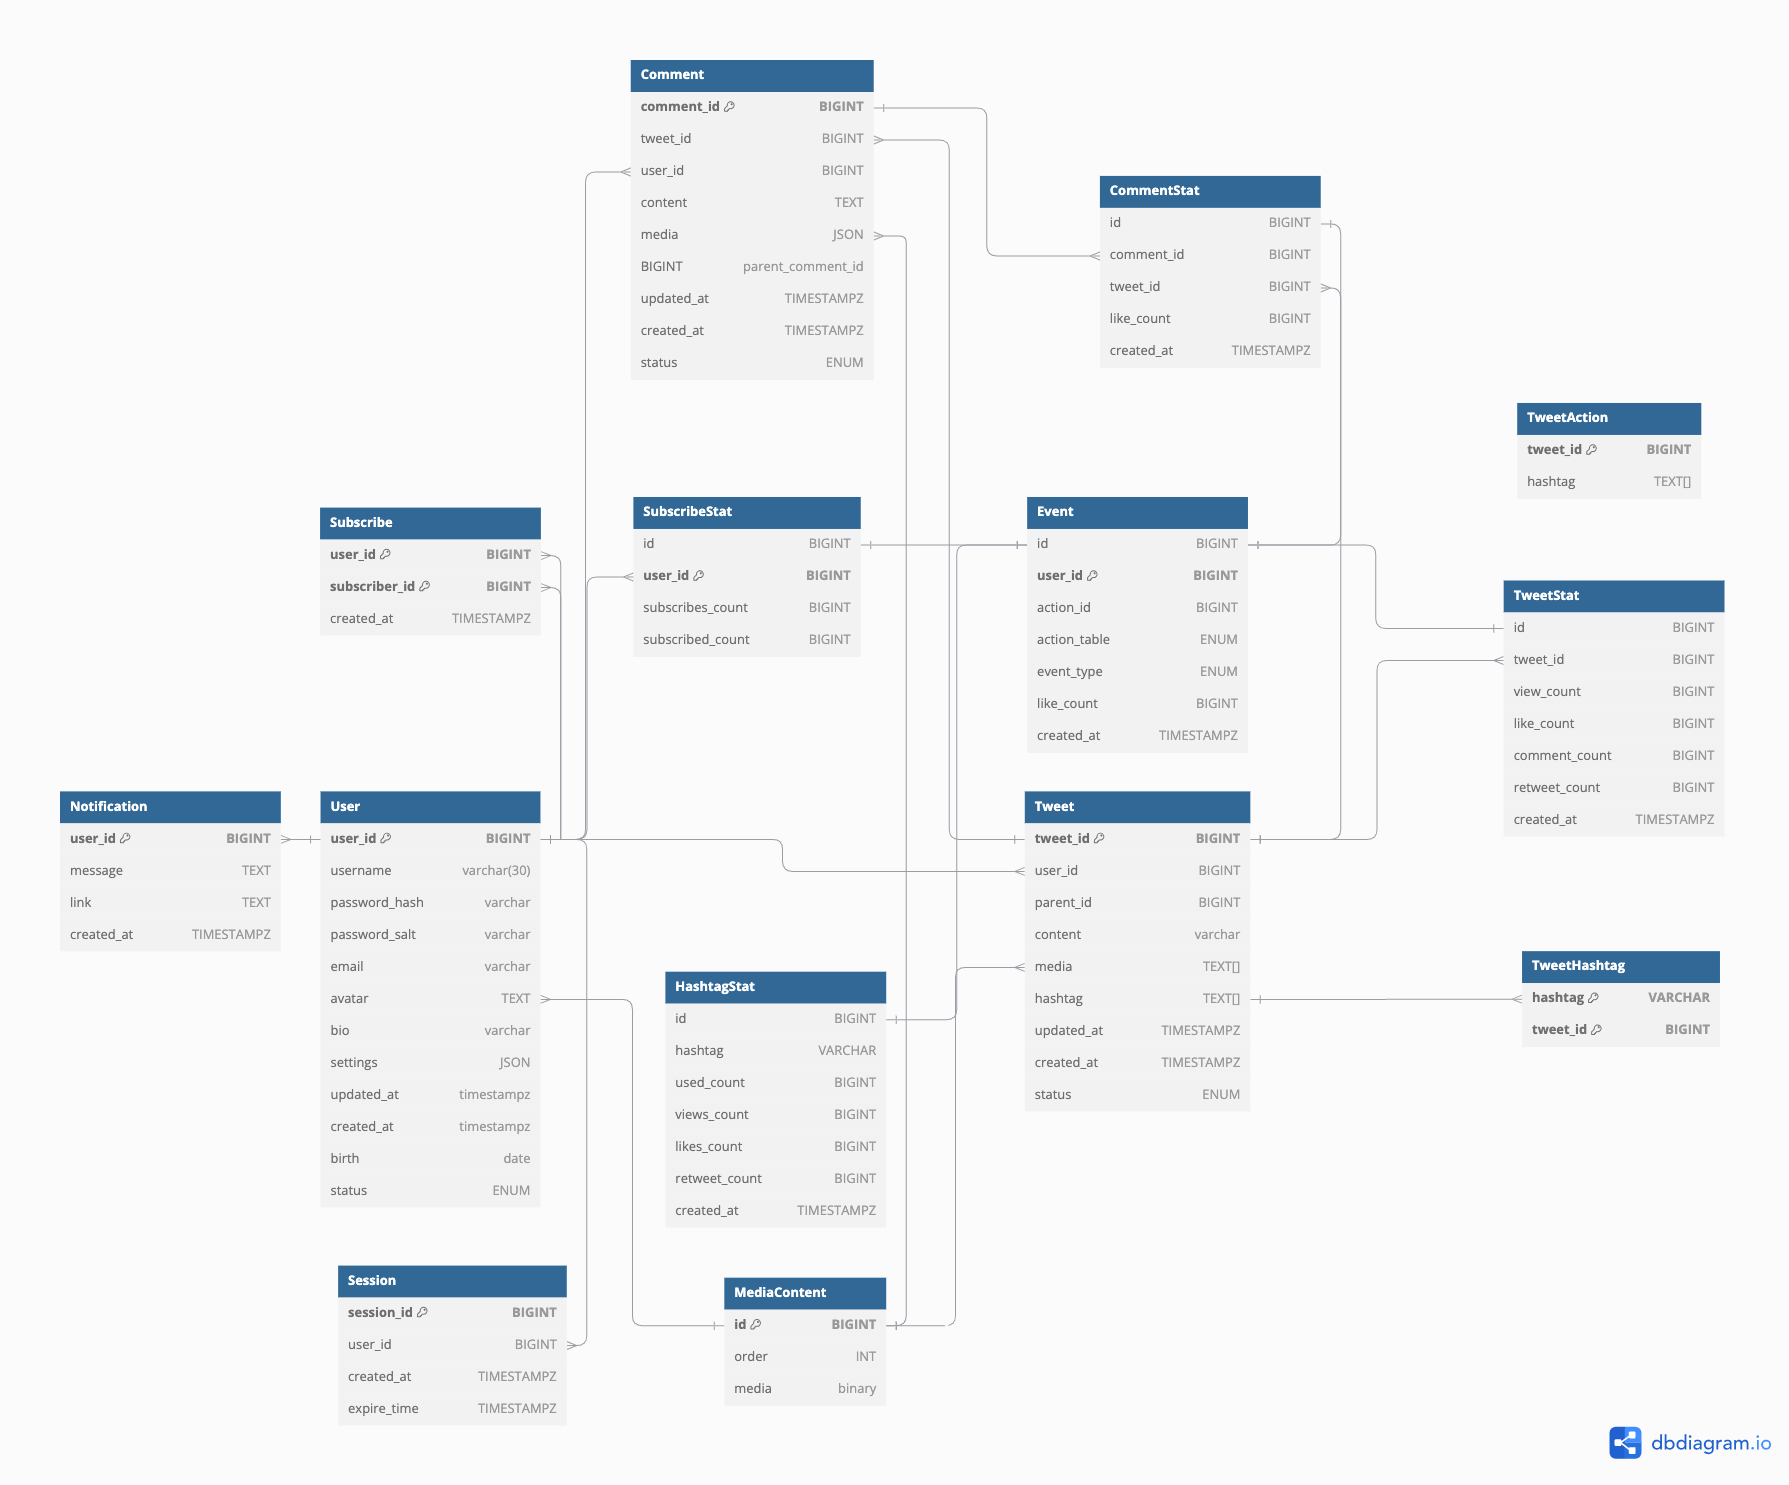 Comment
comment_id BIGINT
tweet_id BIGINT
user_id BIGINT
content TEXT
media JSON
BIGINT parent_comment_id
updated_at TIMESTAMPZ
created_at TIMESTAMPZ
status ENUM
CommentStat
id BIGINT
comment_id BIGINT
tweet_id BIGINT
like_count BIGINT
created_at TIMESTAMPZ
TweetAction
tweet_id BIGINT
hashtag TEXT[]
Subscribe
user_id BIGINT
subscriber_id BIGINT
created_at TIMESTAMPZ
SubscribeStat
id BIGINT
user_id BIGINT
subscribes_count BIGINT
subscribed_count BIGINT
Event
id BIGINT
user_id BIGINT
action_id BIGINT
action_table ENUM
event_type ENUM
like_count BIGINT
created_at TIMESTAMPZ
TweetStat
id BIGINT
tweet_id BIGINT
view_count BIGINT
like_count BIGINT
comment_count BIGINT
retweet_count BIGINT
created_at TIMESTAMPZ
Notification
user_id BIGINT
message TEXT
link TEXT
created_at TIMESTAMPZ
User
user_id BIGINT
username varchar(30)
password_hash varchar
password_salt varchar
email varchar
avatar TEXT
bio varchar
settings JSON
updated_at timestampz
created_at timestampz
birth date
status ENUM
Tweet
tweet_id BIGINT
user_id BIGINT
parent_id BIGINT
content varchar
media TEXT[]
hashtag TEXT[]
updated_at TIMESTAMPZ
created_at TIMESTAMPZ
status ENUM
TweetHashtag
hashtag VARCHAR
tweet_id BIGINT
HashtagStat
id BIGINT
hashtag VARCHAR
used_count BIGINT
views_count BIGINT
likes_count BIGINT
retweet_count BIGINT
created_at TIMESTAMPZ
Session
session_id BIGINT
user_id BIGINT
created_at TIMESTAMPZ
expire_time TIMESTAMPZ
MediaContent
id BIGINT
order INT
media binary
dbdiagram.io